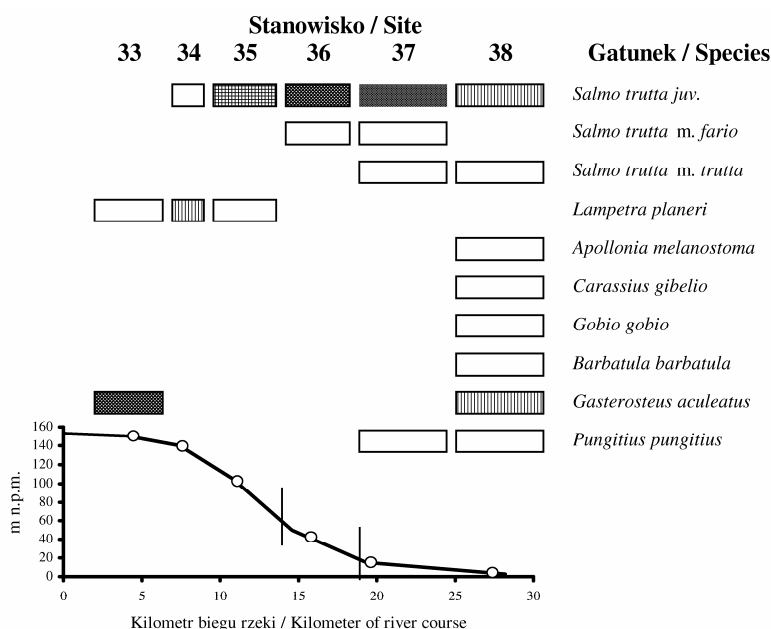 Stanowisko / Site
33 34 35 36 37 38 Gatunek / Species
Salmo trutta juv.
Salmo trutta m. fario
Salmo trutta m. trutta
Lampetra planeri
Apollonia melanostoma
Carassius gibelio
Gobio gobio
Barbatula barbatula
Gasterosteus aculeatus
Pungitius pungitius
160
140
120
100
80
60
40
20
0
m n.p.m.
0 5 10 15 20 25 30
Kilometr biegu rzeki / Kilometer of river course